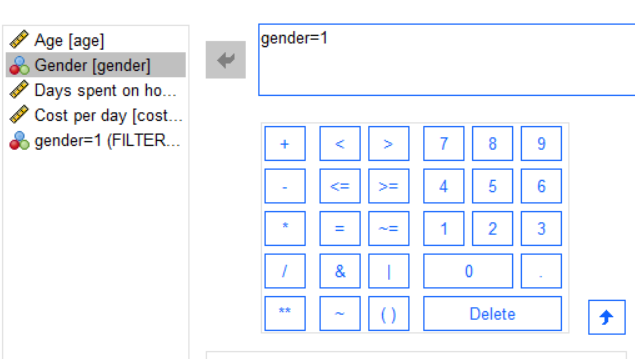 Age [age]
Gender [gender]
Days spent on ho...
Cost per day [cost...
gender=1 (FILTER...
gender=1
+ < > 7 8 9
- <= >= 4 5 6
* = ~= 1 2 3
/ & | 0 .
** ~ ( ) Delete